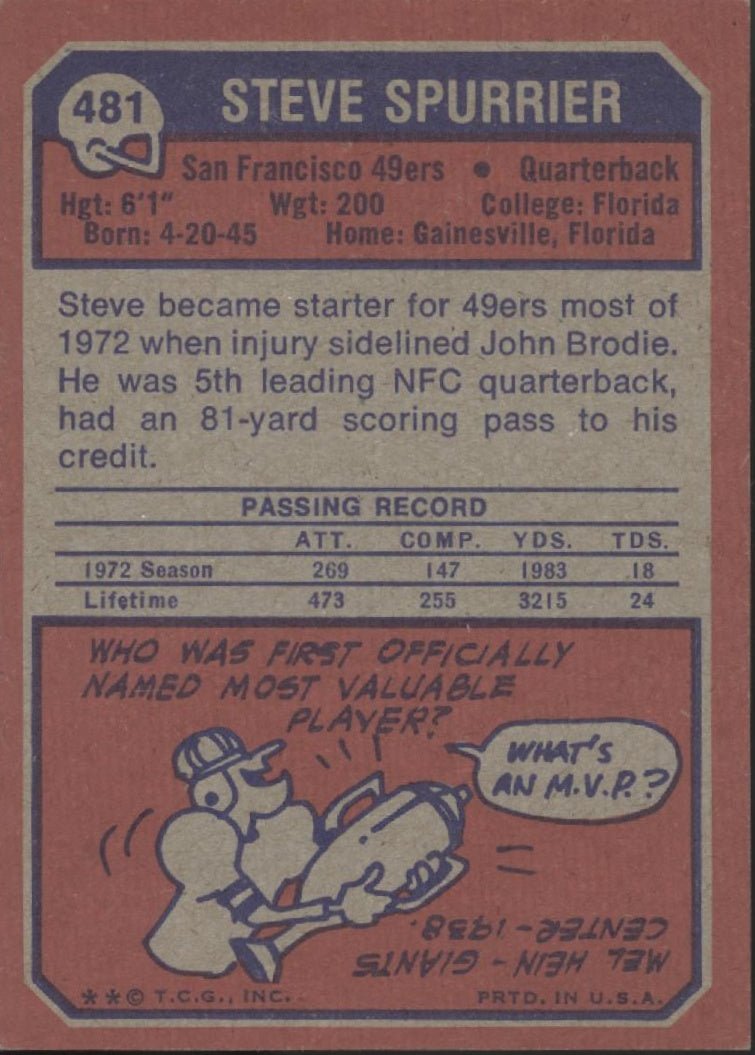 481
STEVE SPURRIER
San Francisco 49ers • Quarterback
Hgt: 6'1" Wgt: 200 College: Florida
Born: 4-20-45 Home: Gainesville, Florida
Steve became starter for 49ers most of
1972 when injury sidelined John Brodie.
He was 5th leading NFC quarterback,
had an 81-yard scoring pass to his
credit.
PASSING RECORD
ATT. COMP. YDS. TDS.
1972 Season 269 147 1983 18
Lifetime 473 255 3215 24
WHO WAS FIRST OFFICIALLY
NAMED MOST VALUABLE
PLAYER?
WHAT'S
AN M.V.P.?
MEL HEIN - GIANTS
CENTER - 1938.
**© T.C.G., INC. PRTD. IN U.S.A.